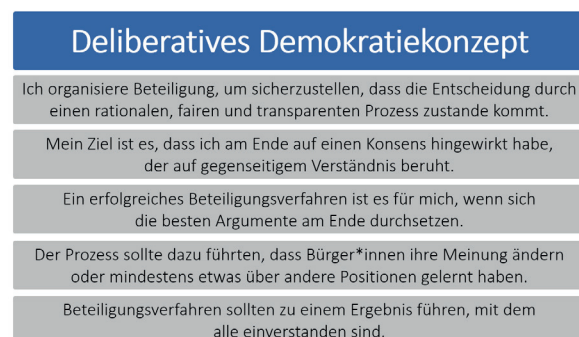 Deliberatives Demokratiekonzept
Ich organisiere Beteiligung, um sicherzustellen, dass die Entscheidung durch
einen rationalen, fairen und transparenten Prozess zustande kommt.
Mein Ziel ist es, dass ich am Ende auf einen Konsens hingewirkt habe,
der auf gegenseitigem Verständnis beruht.
Ein erfolgreiches Beteiligungsverfahren ist es für mich, wenn sich
die besten Argumente am Ende durchsetzen.
Der Prozess sollte dazu führten, dass Bürger*innen ihre Meinung ändern
oder mindestens etwas über andere Positionen gelernt haben.
Beteiligungsverfahren sollten zu einem Ergebnis führen, mit dem
alle einverstanden sind.